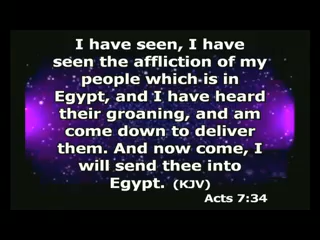 I have seen, I have
seen the affliction of my
people which is in
Egypt, and I have heard
their groaning, and am
come down to deliver
them. And now come, I
will send thee into
Egypt. (KJV)
Acts 7:34